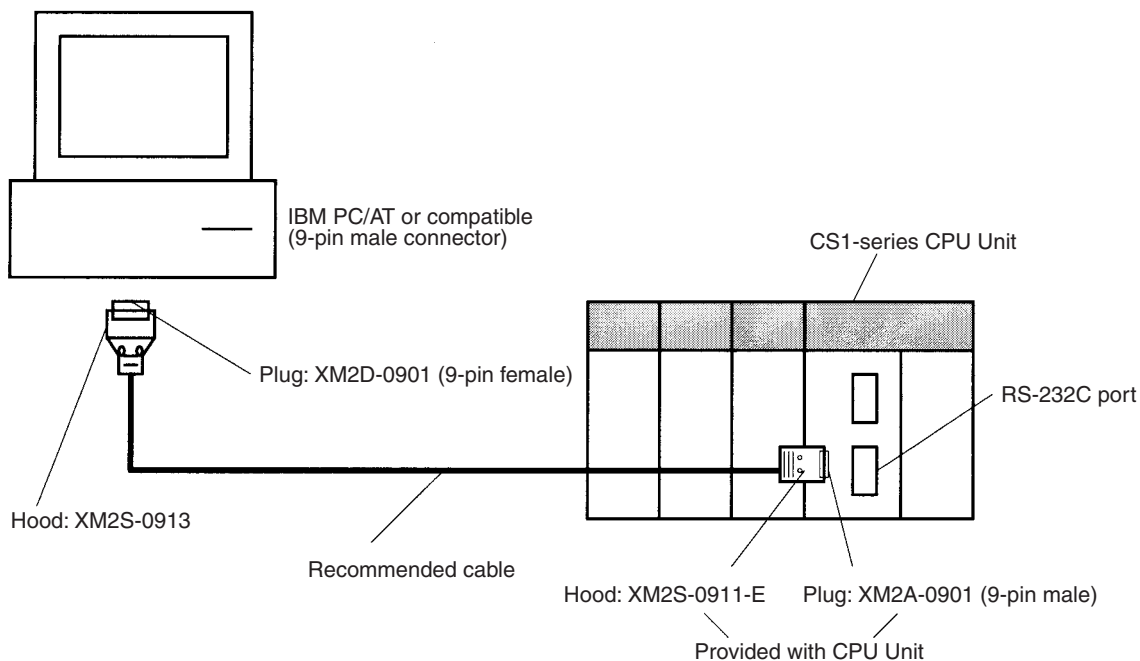 IBM PC/AT or compatible
(9-pin male connector)
CS1-series CPU Unit
Plug: XM2D-0901 (9-pin female)
RS-232C port
Hood: XM2S-0913
Recommended cable
Hood: XM2S-0911-E
Plug: XM2A-0901 (9-pin male)
Provided with CPU Unit